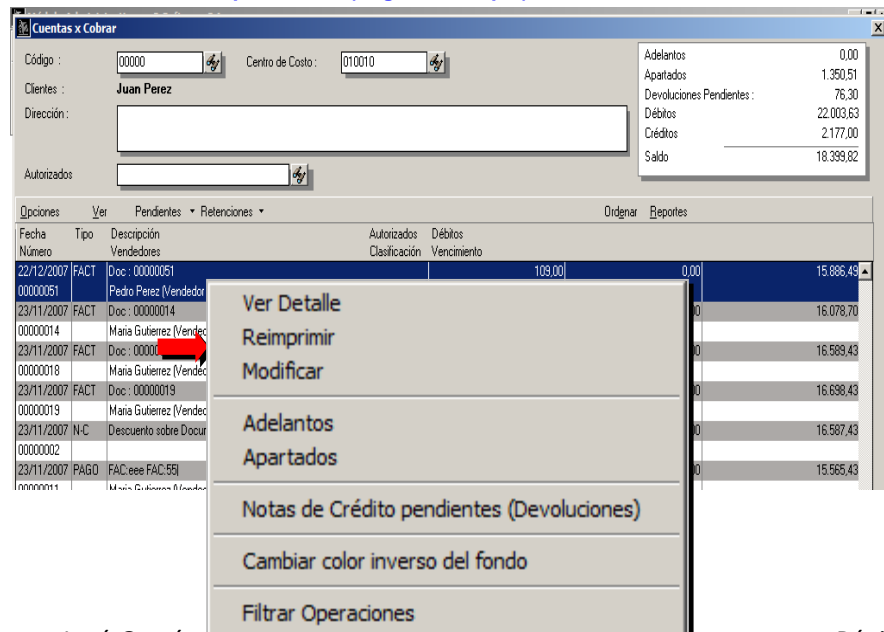 Cuentas x Cobrar
Código : 00000 Centro de Costo : 010010
Clientes : Juan Perez
Dirección :
Autorizados
Adelantos 0,00
Apartados 1.350,51
Devoluciones Pendientes : 76,30
Débitos 22.003,63
Créditos 2.177,00
Saldo 18.399,82
Opciones Ver Pendientes Retenciones Ordenar Reportes
Fecha Tipo Descripción Autorizados Débitos
Número Vendedores Clasificación Vencimiento
22/12/2007 FACT Doc : 00000051 109,00 0,00 15.886,49
00000051 Pedro Perez (Vendedor
23/11/2007 FACT Doc : 00000014 16.078,70
00000014 Maria Gutierrez
23/11/2007 FACT Doc : 16.589,43
00000018 Maria Gutierrez
23/11/2007 FACT Doc : 00000019 16.698,43
00000019 Maria Gutierrez
23/11/2007 N-C Descuento sobre 16.587,43
00000002
23/11/2007 PAGO FAC:eee FAC:55| 15.565,43
Ver Detalle
Reimprimir
Modificar
Adelantos
Apartados
Notas de Crédito pendientes (Devoluciones)
Cambiar color inverso del fondo
Filtrar Operaciones